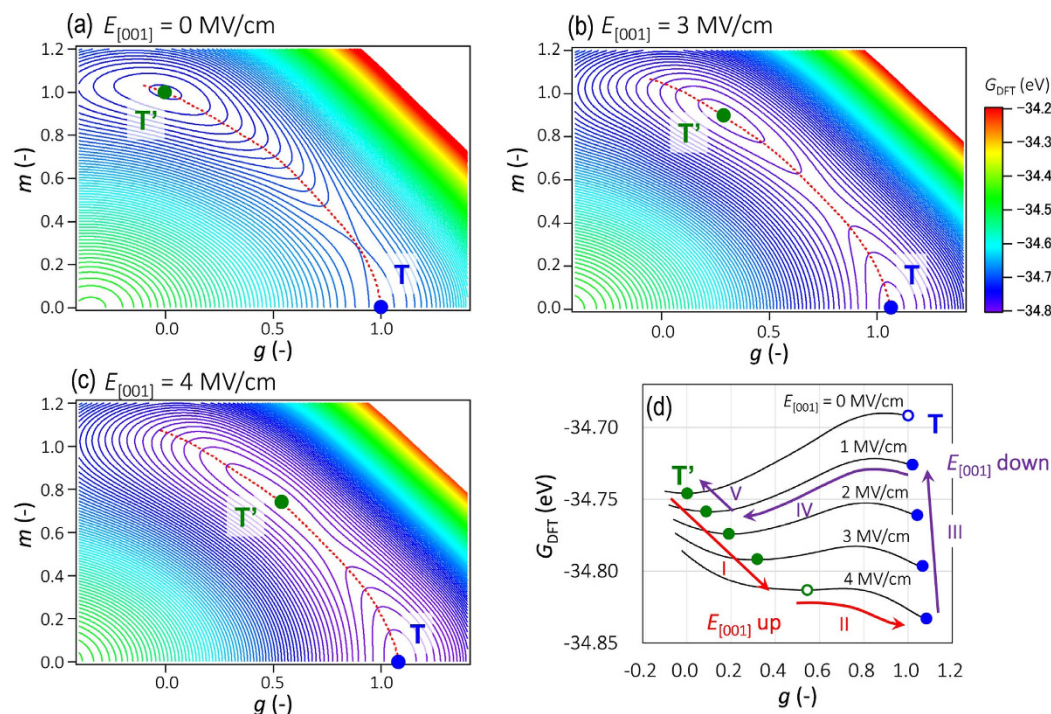 (a) E[001] = 0 MV/cm
1.2
1.0
0.8
0.6
0.4
0.2
0.0
m (-)
T'
T
0.0 0.5 1.0
g (-)
(b) E[001] = 3 MV/cm
1.2
1.0
0.8
0.6
0.4
0.2
0.0
m (-)
T'
T
0.0 0.5 1.0
g (-)
G_DFT (eV)
−34.2
−34.3
−34.4
−34.5
−34.6
−34.7
−34.8
(c) E[001] = 4 MV/cm
1.2
1.0
0.8
0.6
0.4
0.2
0.0
m (-)
T'
T
0.0 0.5 1.0
g (-)
(d)
-34.70
-34.75
-34.80
-34.85
G_DFT (eV)
E[001] = 0 MV/cm
T
1 MV/cm
E[001] down
T'
V
IV
2 MV/cm
III
3 MV/cm
I
4 MV/cm
E[001] up
II
-0.2 0.0 0.2 0.4 0.6 0.8 1.0 1.2
g (-)